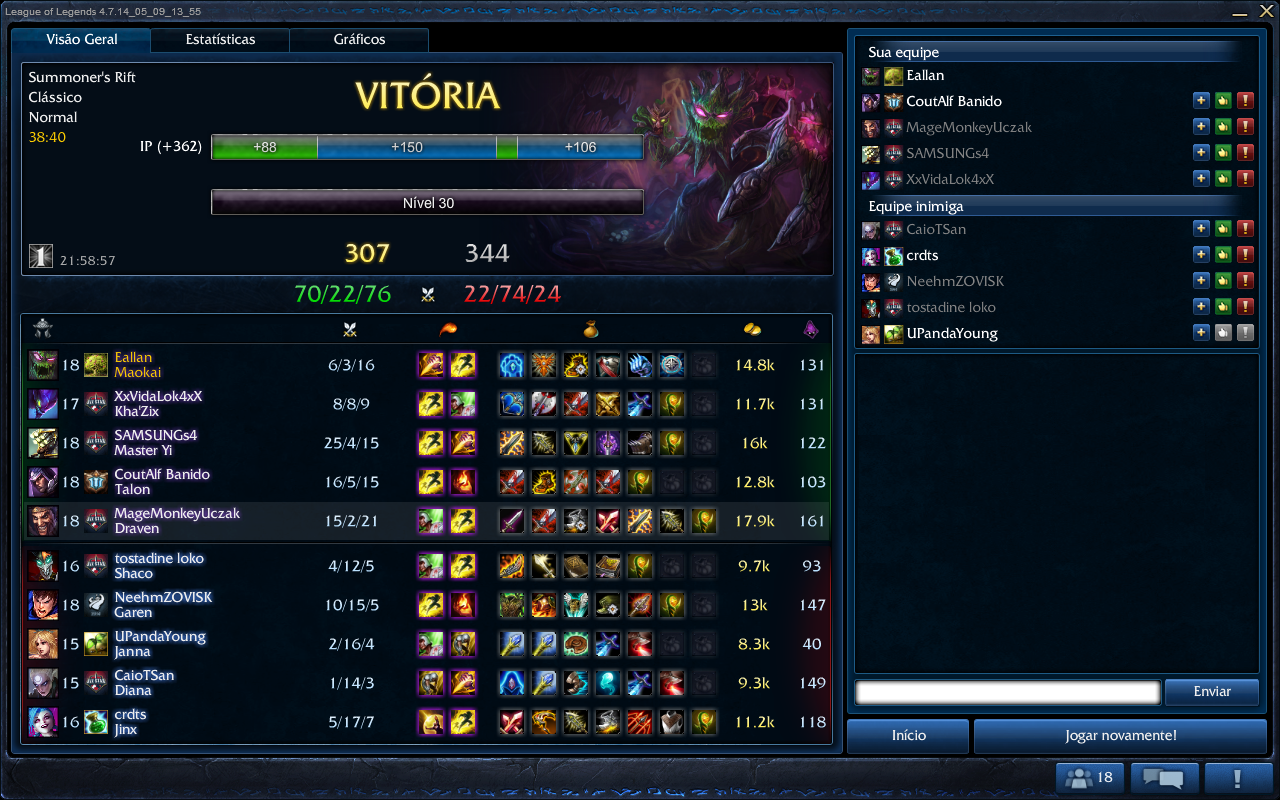 League of Legends 4.7.14_05_09_13_55
Visão Geral Estatísticas Gráficos
Summoner's Rift
Clássico
Normal
38:40
VITÓRIA
IP (+362) +88 +150 +106
Nível 30
1 21:58:57
307 344
70/22/76 22/74/24
18 Eallan
Maokai
6/3/16 14.8k 131
17 XxVidaLok4xX
Kha'Zix
8/8/9 11.7k 131
18 SAMSUNGs4
Master Yi
25/4/15 16k 122
18 CoutAlf Banido
Talon
16/5/15 12.8k 103
18 MageMonkeyUczak
Draven
15/2/21 17.9k 161
16 tostadine loko
Shaco
4/12/5 9.7k 93
18 NeehmZOVISK
Garen
10/15/5 13k 147
15 UPandaYoung
Janna
2/16/4 8.3k 40
15 CaioTSan
Diana
1/14/3 9.3k 149
16 crdts
Jinx
5/17/7 11.2k 118
Sua equipe
Eallan
CoutAlf Banido
MageMonkeyUczak
SAMSUNGs4
XxVidaLok4xX
Equipe inimiga
CaioTSan
crdts
NeehmZOVISK
tostadine loko
UPandaYoung
Enviar
Início Jogar novamente!
18